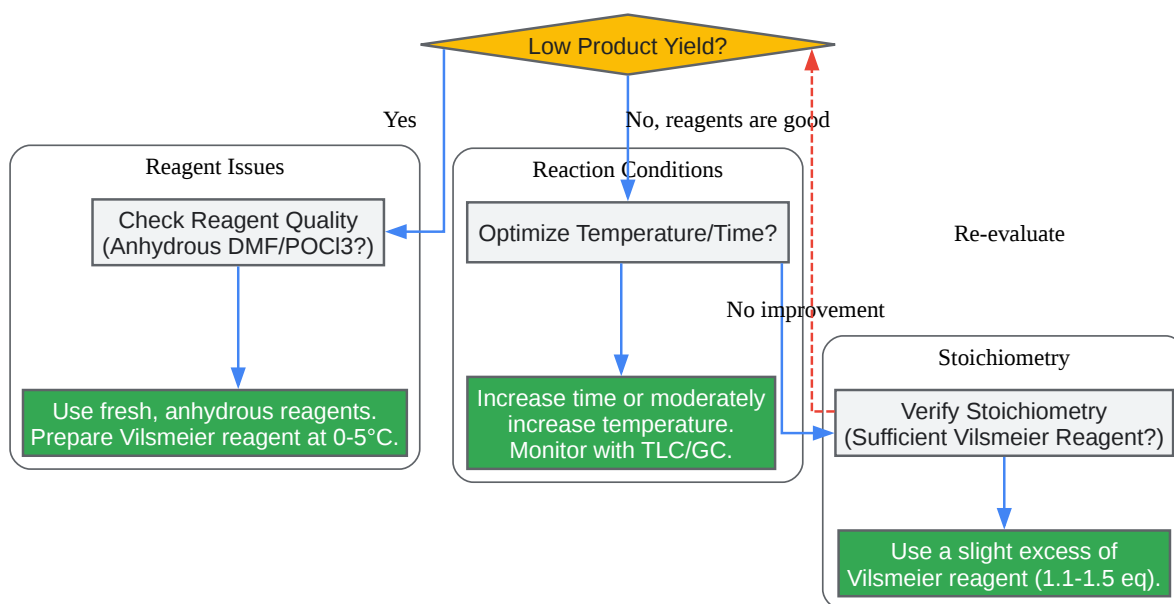 Low Product Yield?
Yes
No, reagents are good
Reagent Issues
Check Reagent Quality
(Anhydrous DMF/POCl3?)
Use fresh, anhydrous reagents.
Prepare Vilsmeier reagent at 0-5°C.
Reaction Conditions
Optimize Temperature/Time?
Increase time or moderately
increase temperature.
Monitor with TLC/GC.
No improvement
Re-evaluate
Stoichiometry
Verify Stoichiometry
(Sufficient Vilsmeier Reagent?)
Use a slight excess of
Vilsmeier reagent (1.1-1.5 eq).